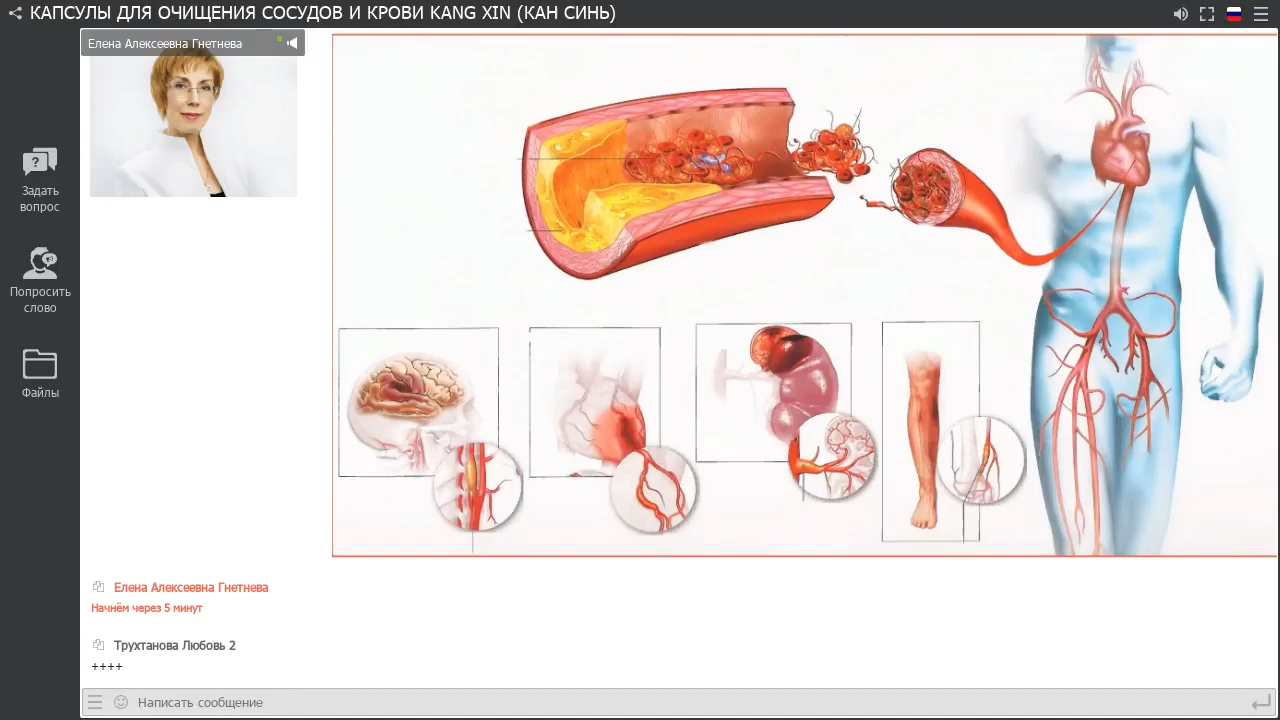 КАПСУЛЫ ДЛЯ ОЧИЩЕНИЯ СОСУДОВ И КРОВИ KANG XIN (КАН СИНЬ)
Елена Алексеевна Гнетнева
Задать
вопрос
Попросить
слово
Файлы
Елена Алексеевна Гнетнева
Начнём через 5 минут
Трухтанова Любовь 2
++++
Написать сообщение